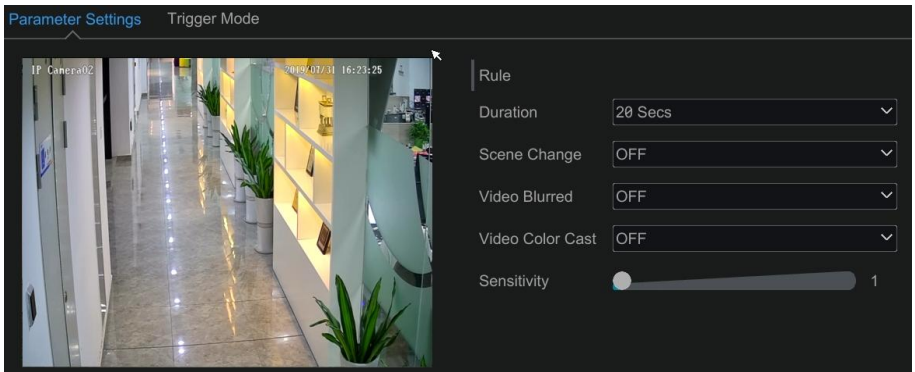 Parameter Settings Trigger Mode
IP Camera02 2019/07/31 16:23:25
Rule
Duration 20 Secs
Scene Change OFF
Video Blurred OFF
Video Color Cast OFF
Sensitivity 1